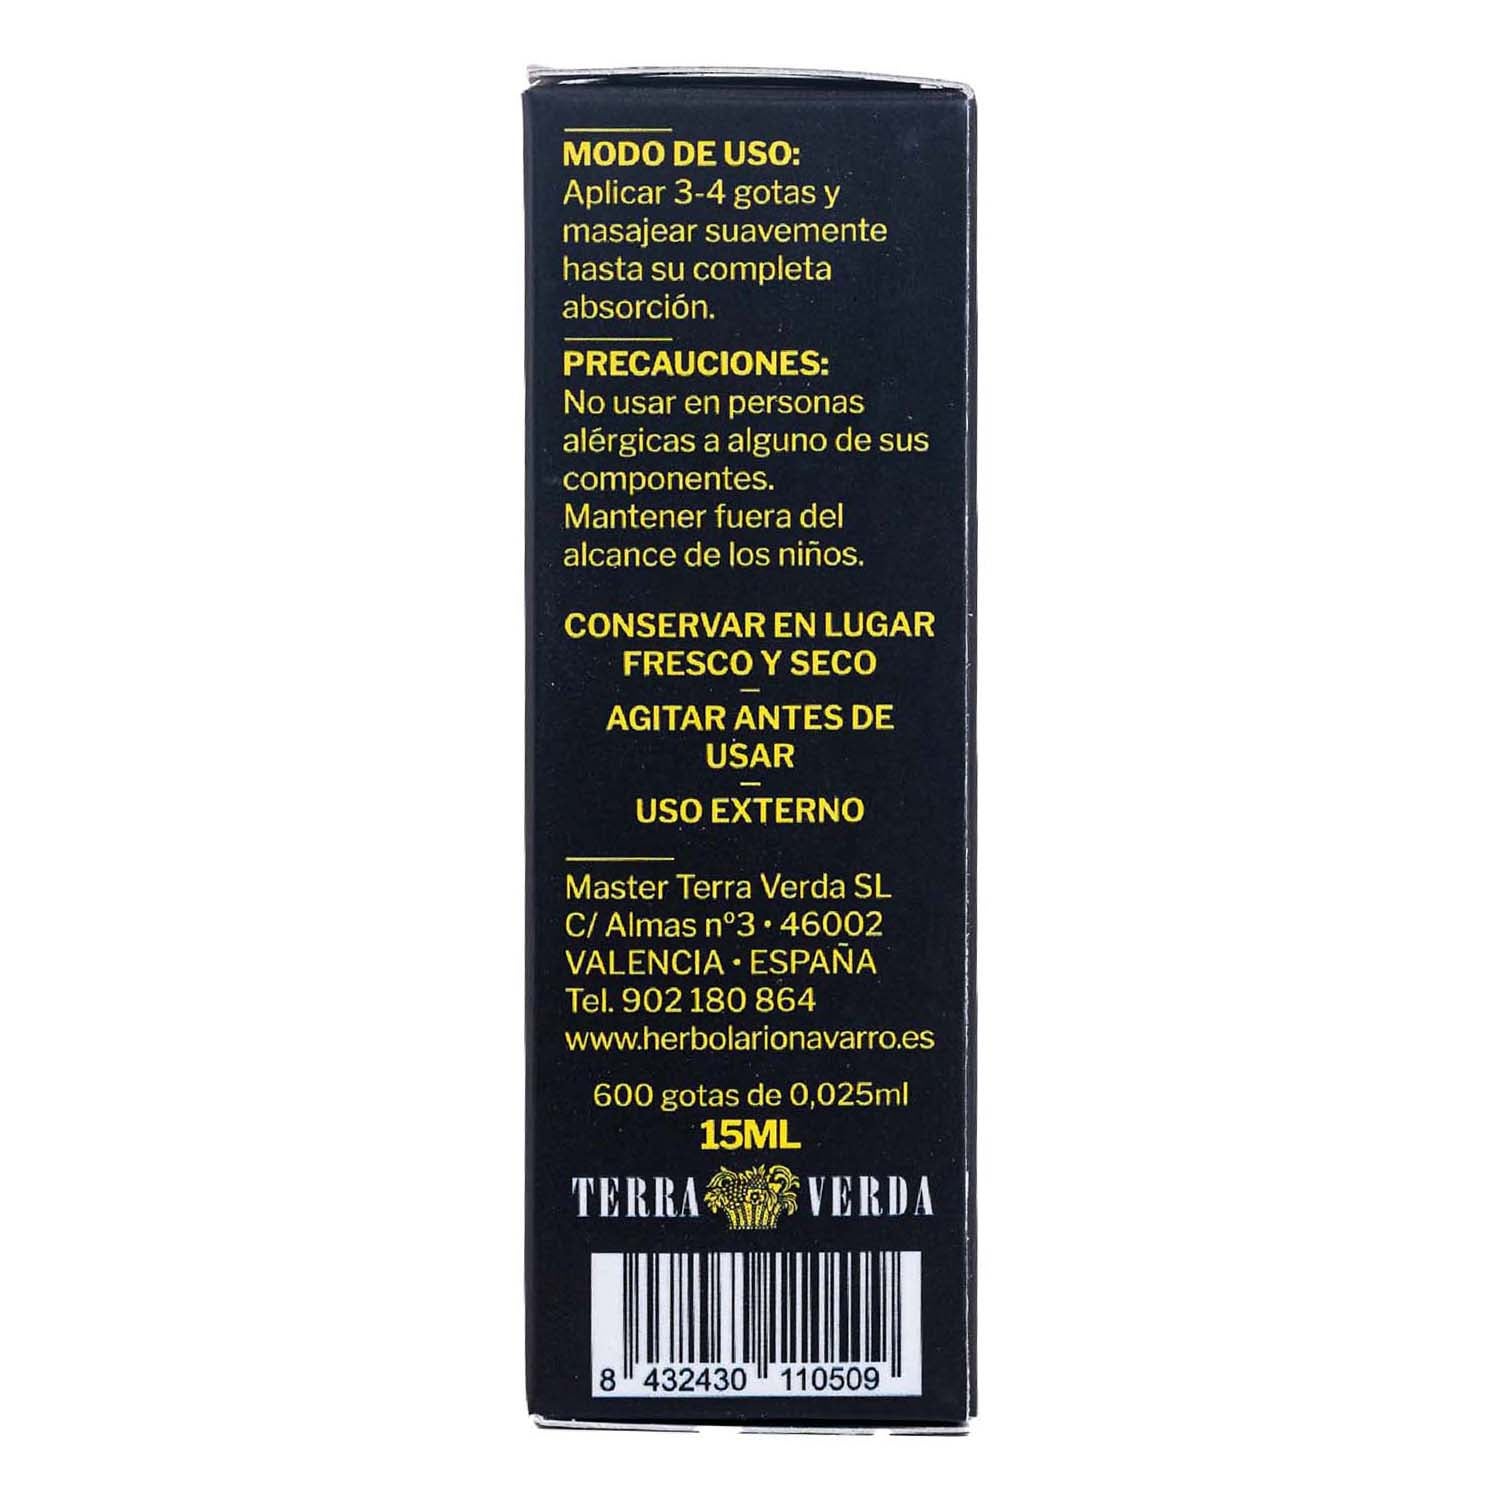 MODO DE USO:
Aplicar 3-4 gotas y
masajear suavemente
hasta su completa
absorción.
PRECAUCIONES:
No usar en personas
alérgicas a alguno de sus
componentes.
Mantener fuera del
alcance de los niños.
CONSERVAR EN LUGAR
FRESCO Y SECO
AGITAR ANTES DE
USAR
USO EXTERNO
Master Terra Verda SL
C/ Almas nº3 · 46002
VALENCIA · ESPAÑA
Tel. 902 180 864
www.herbolarionavarro.es
600 gotas de 0,025ml
15ML
TERRA VERDA
8 432430 110509